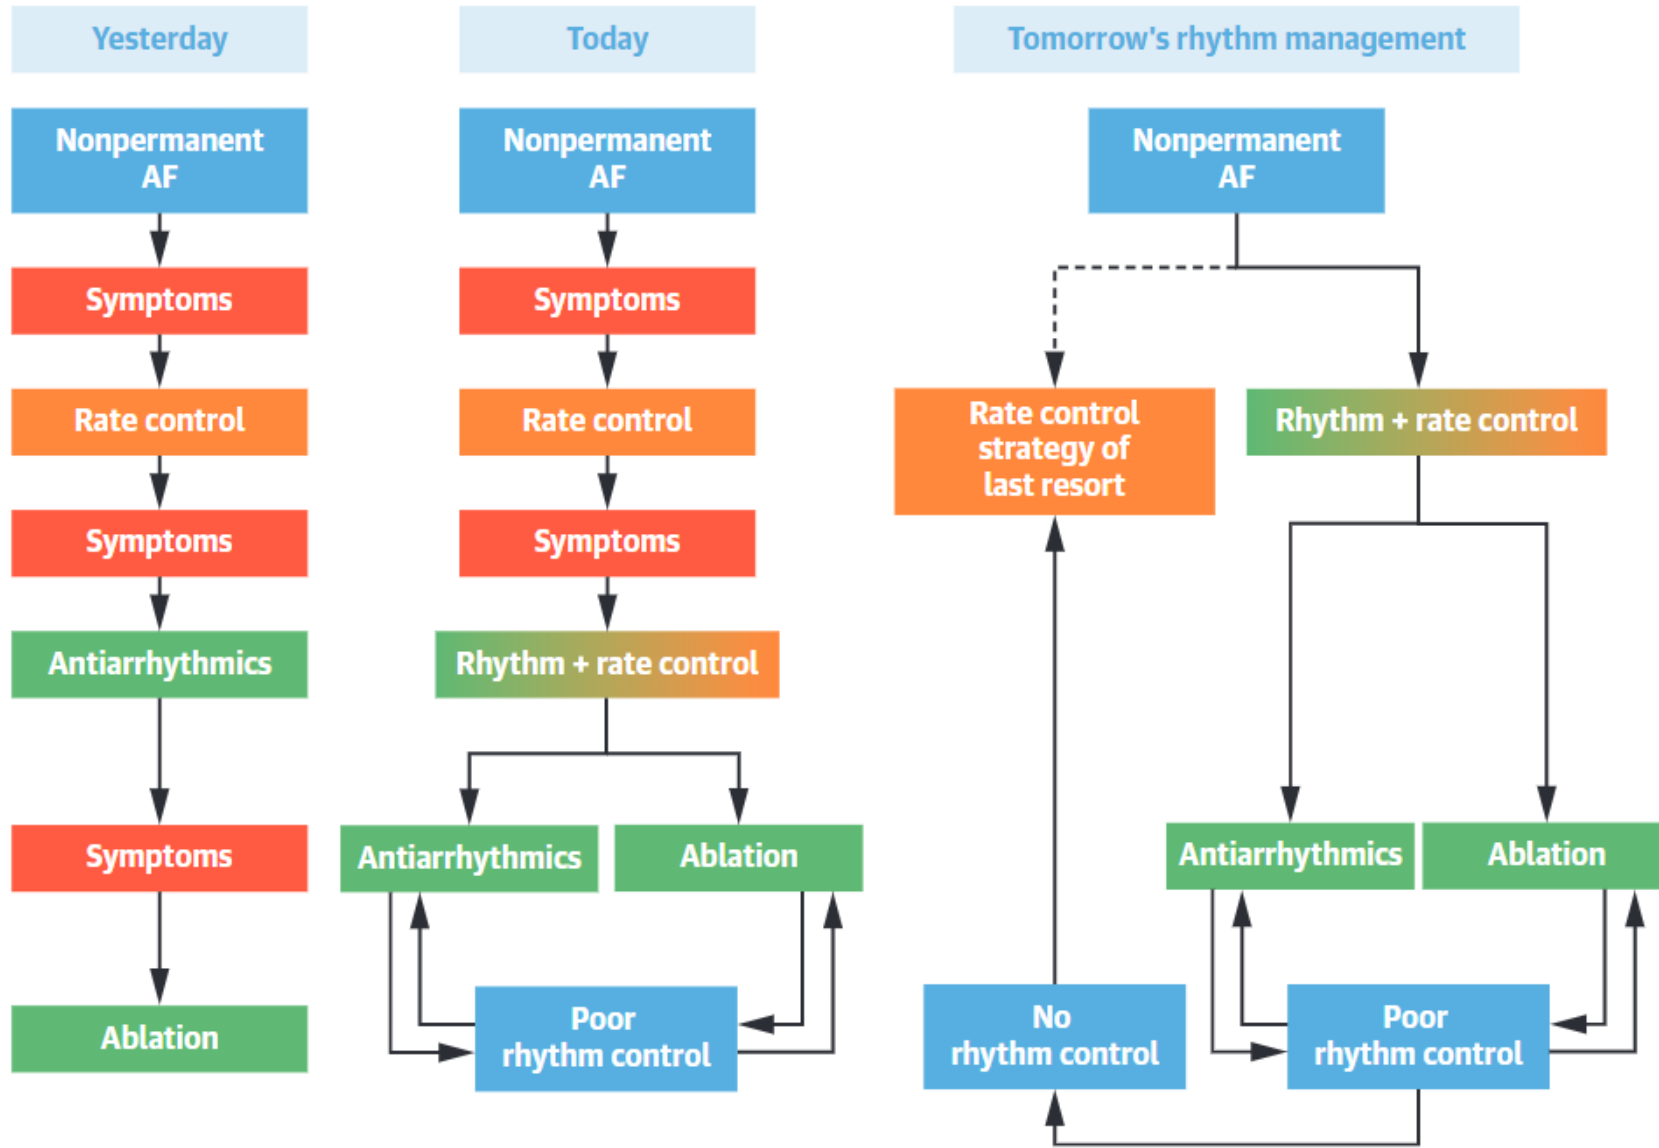 Yesterday
Nonpermanent
AF
Symptoms
Rate control
Symptoms
Antiarrhythmics
Symptoms
Ablation
Today
Nonpermanent
AF
Symptoms
Rate control
Symptoms
Rhythm + rate control
Antiarrhythmics
Ablation
Poor
rhythm control
Tomorrow's rhythm management
Nonpermanent
AF
Rate control
strategy of
last resort
Rhythm + rate control
Antiarrhythmics
Ablation
No
rhythm control
Poor
rhythm control